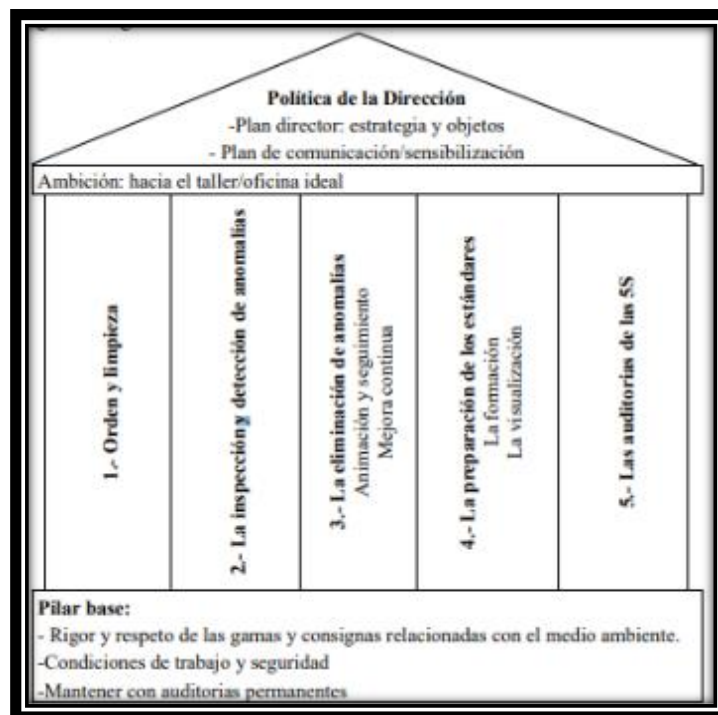 Política de la Dirección
-Plan director: estrategia y objetos
- Plan de comunicación/sensibilización
Ambición: hacia el taller/oficina ideal
1.- Orden y limpieza
2.- La inspección y detección de anomalías
3.- La eliminación de anomalías
Animación y seguimiento
Mejora continua
4.- La preparación de los estándares
La formación
La visualización
5.- Las auditorias de las 5S
Pilar base:
- Rigor y respeto de las gamas y consignas relacionadas con el medio ambiente.
-Condiciones de trabajo y seguridad
-Mantener con auditorias permanentes